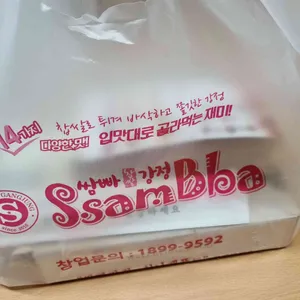 찹쌀로 튀겨 바삭하고 쫄깃한 강정
14가지
다양한 맛! 입맛대로 골라먹는 재미!
쌈빠 강정
SsamBba
GANGJUNG
S
창업문의 : 1899-9592